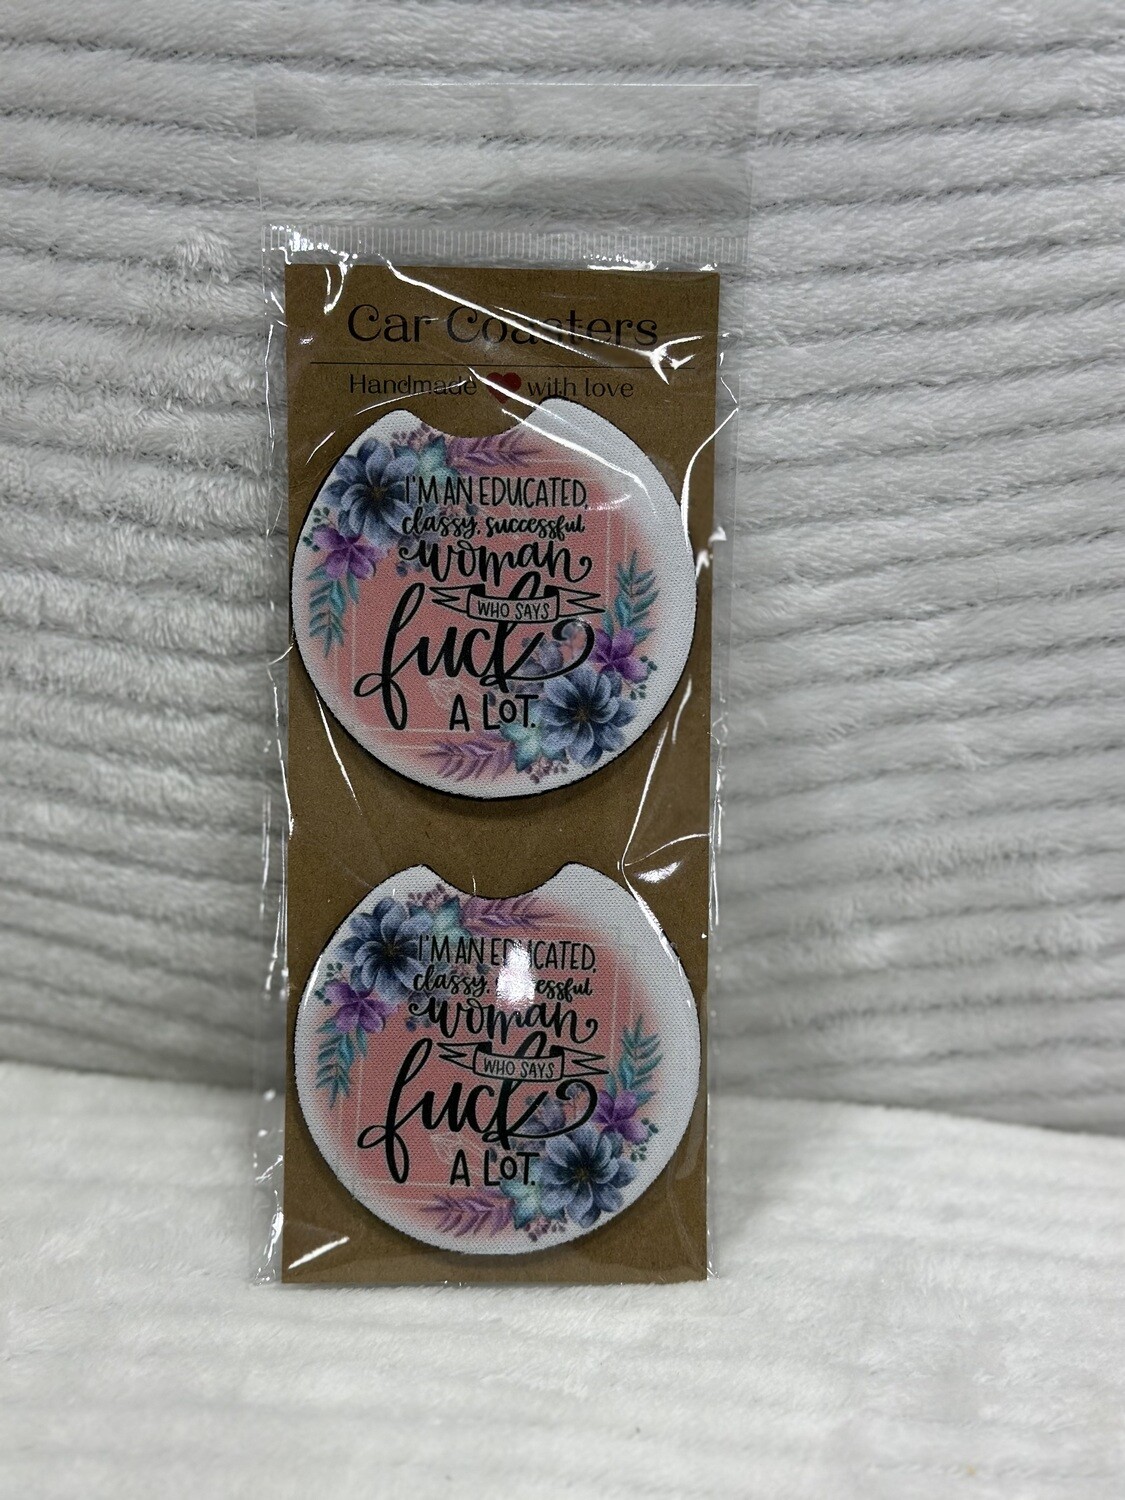 Car Coasters
Handmade with love
I'M AN EDUCATED,
classy, successful
woman
WHO SAYS
fuck
A LOT.
I'M AN EDUCATED,
classy, successful
woman
WHO SAYS
fuck
A LOT.